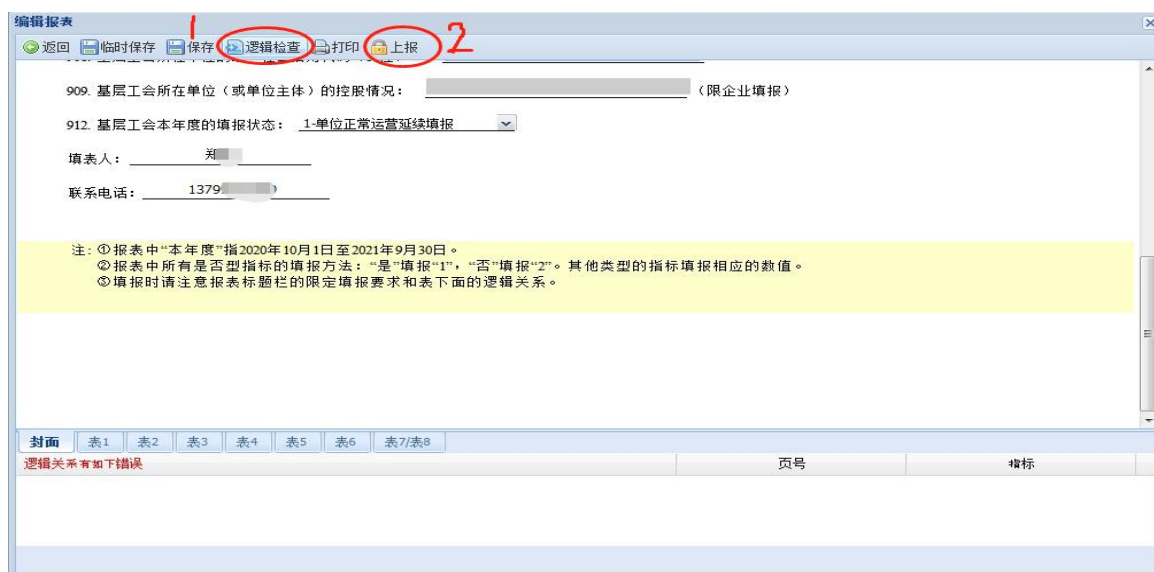 编辑报表
1 2
返回 临时保存 保存 逻辑检查 打印 上报
909. 基层工会所在单位（或单位主体）的控股情况： （限企业填报）
912. 基层工会本年度的填报状态： 1-单位正常运营延续填报
填表人： 郑
联系电话： 1379
注: ①报表中“本年度”指2020年10月1日至2021年9月30日。
②报表中所有是否型指标的填报方法: “是”填报“1”, “否”填报“2”。其他类型的指标填报相应的数值。
③填报时请注意报表标题栏的限定填报要求和表下面的逻辑关系。
封面 表1 表2 表3 表4 表5 表6 表7/表8
逻辑关系有如下错误 页号 指标